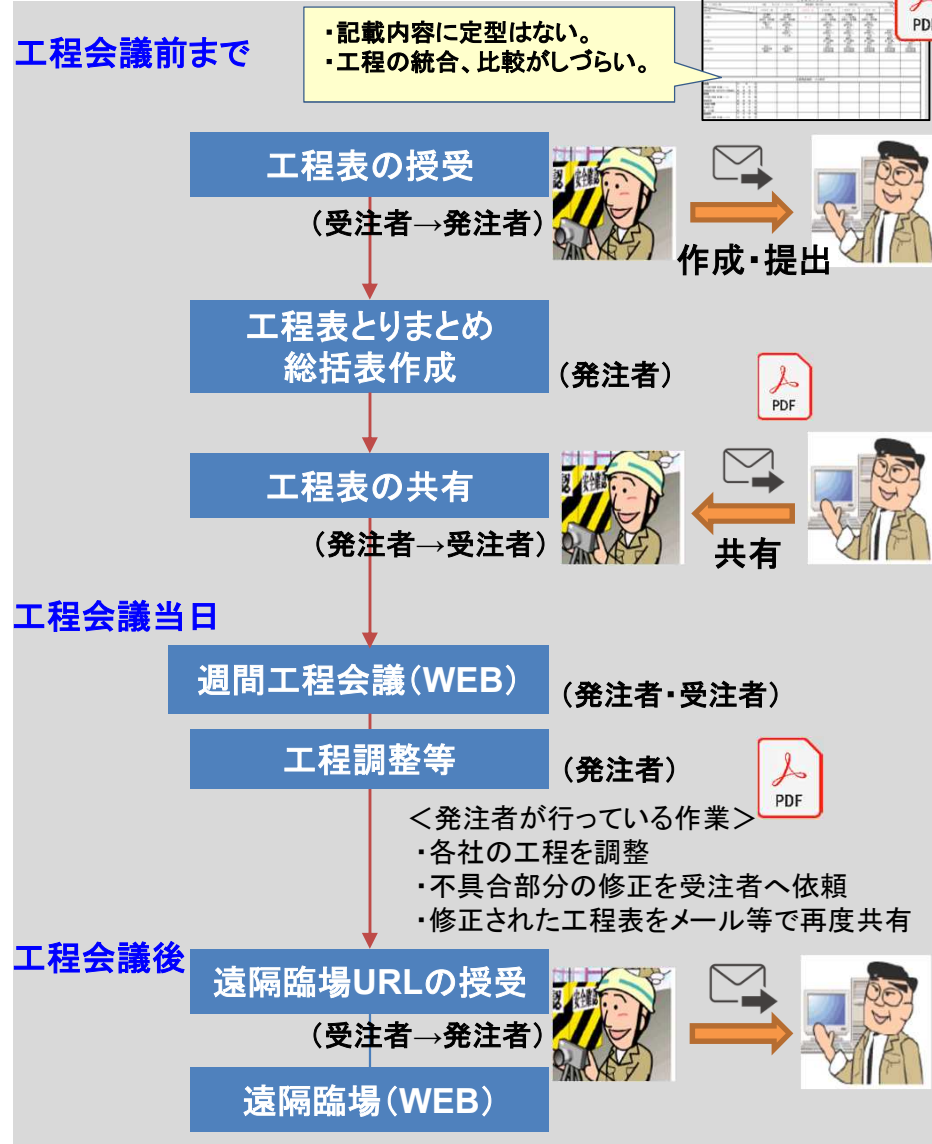 工程会議前まで
・記載内容に定型はない。
・工程の統合、比較がしづらい。
PDF
工程表の授受
(受注者→発注者)
作成・提出
工程表とりまとめ
総括表作成
(発注者)
PDF
工程表の共有
(発注者→受注者)
共有
工程会議当日
週間工程会議(WEB)
(発注者・受注者)
工程調整等
(発注者)
PDF
＜発注者が行っている作業＞
・各社の工程を調整
・不具合部分の修正を受注者へ依頼
・修正された工程表をメール等で再度共有
工程会議後
遠隔臨場URLの授受
(受注者→発注者)
遠隔臨場(WEB)